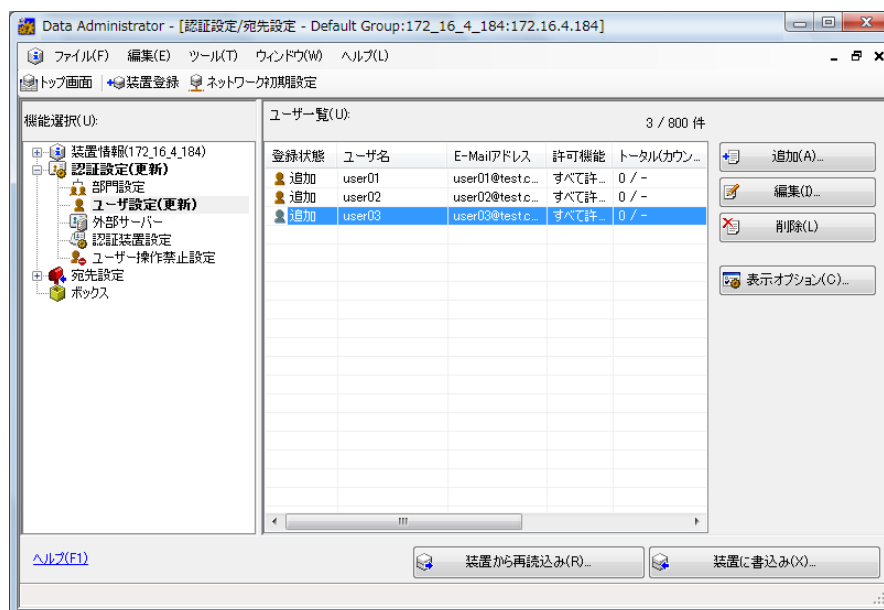 Data Administrator - [認証設定/宛先設定 - Default Group:172_16_4_184:172.16.4.184]
ファイル(F) 編集(E) ツール(T) ウィンドウ(W) ヘルプ(L)
トップ画面 装置登録 ネットワーク初期設定
機能選択(U):
装置情報(172_16_4_184)
認証設定(更新)
部門設定
ユーザ設定(更新)
外部サーバー
認証装置設定
ユーザー操作禁止設定
宛先設定
ボックス
ユーザー覧(U):
3 / 800 件
登録状態 ユーザ名 E-Mailアドレス 許可機能 トータル(カウン...
追加 user01 user01@test.c... すべて許... 0 / -
追加 user02 user02@test.c... すべて許... 0 / -
追加 user03 user03@test.c... すべて許... 0 / -
追加(A)...
編集(I)...
削除(L)
表示オプション(C)...
ヘルプ(F1)
装置から再読込み(R)...
装置に書込み(X)...